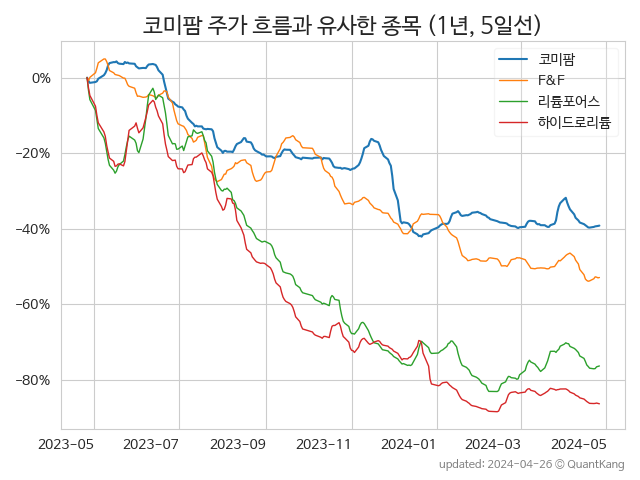 코미팜 주가 흐름과 유사한 종목 (1년, 5일선)
코미팜
F&F
리튬포어스
하이드로리튬
0%
−20%
−40%
−60%
−80%
2023-05 2023-07 2023-09 2023-11 2024-01 2024-03 2024-05
updated: 2024-04-26 © QuantKang